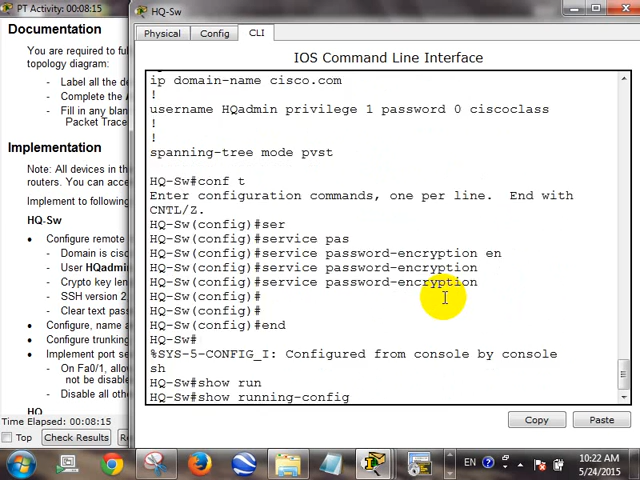 PT Activity: 00:08:15
Documentation
You are required to fu
topology diagram:
- Label all the de
- Complete the A
- Fill in any blan
Packet Trace
Implementation
Note: All devices in th
routers. You can acce
Implement to following
HQ-Sw
• Configure remote
- Domain is cisc
- User HQadmin
- Crypto key len
- SSH version 2,
- Clear text pass
• Configure, name a
• Configure trunking
• Implement port se
- On Fa0/1, allow
not be disable
- Disable all othe
HQ
Time Elapsed: 00:08:15
Top
Check Results
Re
HQ-Sw
Physical Config CLI
IOS Command Line Interface
ip domain-name cisco.com
!
username HQadmin privilege 1 password 0 ciscoclass
!
!
spanning-tree mode pvst
HQ-Sw#conf t
Enter configuration commands, one per line. End with
CNTL/Z.
HQ-Sw(config)#ser
HQ-Sw(config)#service pas
HQ-Sw(config)#service password-encryption en
HQ-Sw(config)#service password-encryption
HQ-Sw(config)#service password-encryption
HQ-Sw(config)#
HQ-Sw(config)#
HQ-Sw(config)#end
HQ-Sw#
%SYS-5-CONFIG_I: Configured from console by console
sh
HQ-Sw#show run
HQ-Sw#show running-config
Copy Paste
EN
10:22 AM
5/24/2015